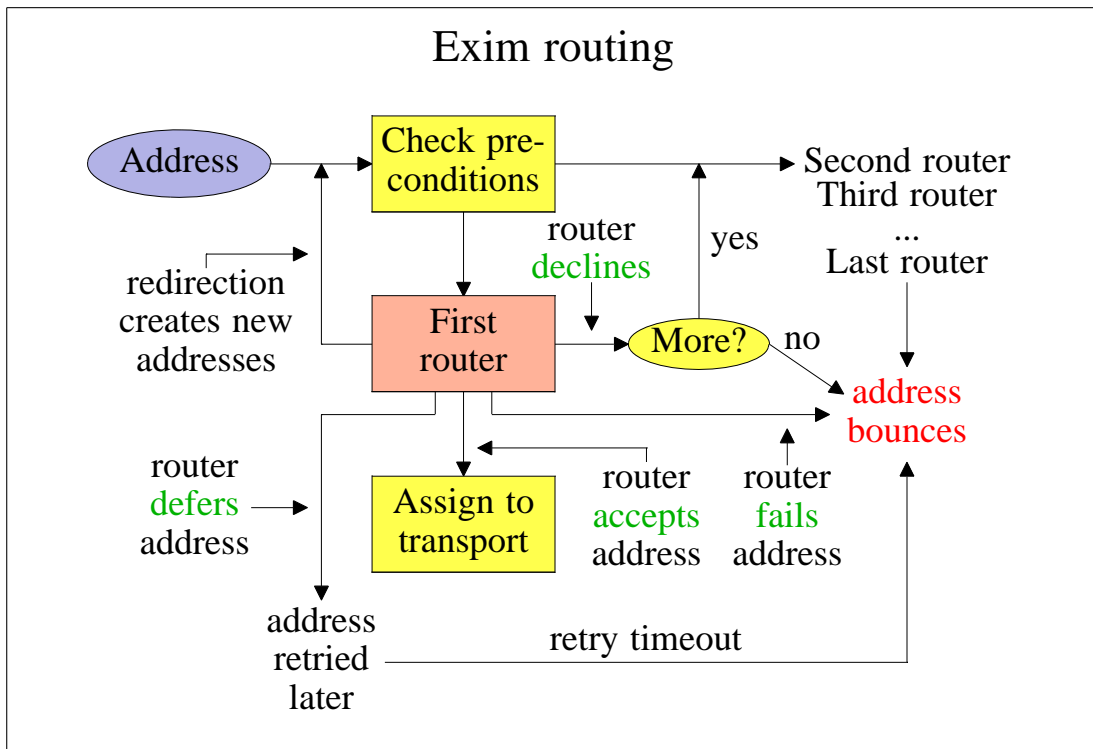 Exim routing
Address
Check pre-
conditions
Second router
Third router
...
Last router
router
declines
yes
redirection
creates new
addresses
First
router
More?
no
address
bounces
router
defers
address
Assign to
transport
router
accepts
address
router
fails
address
address
retried
later
retry timeout